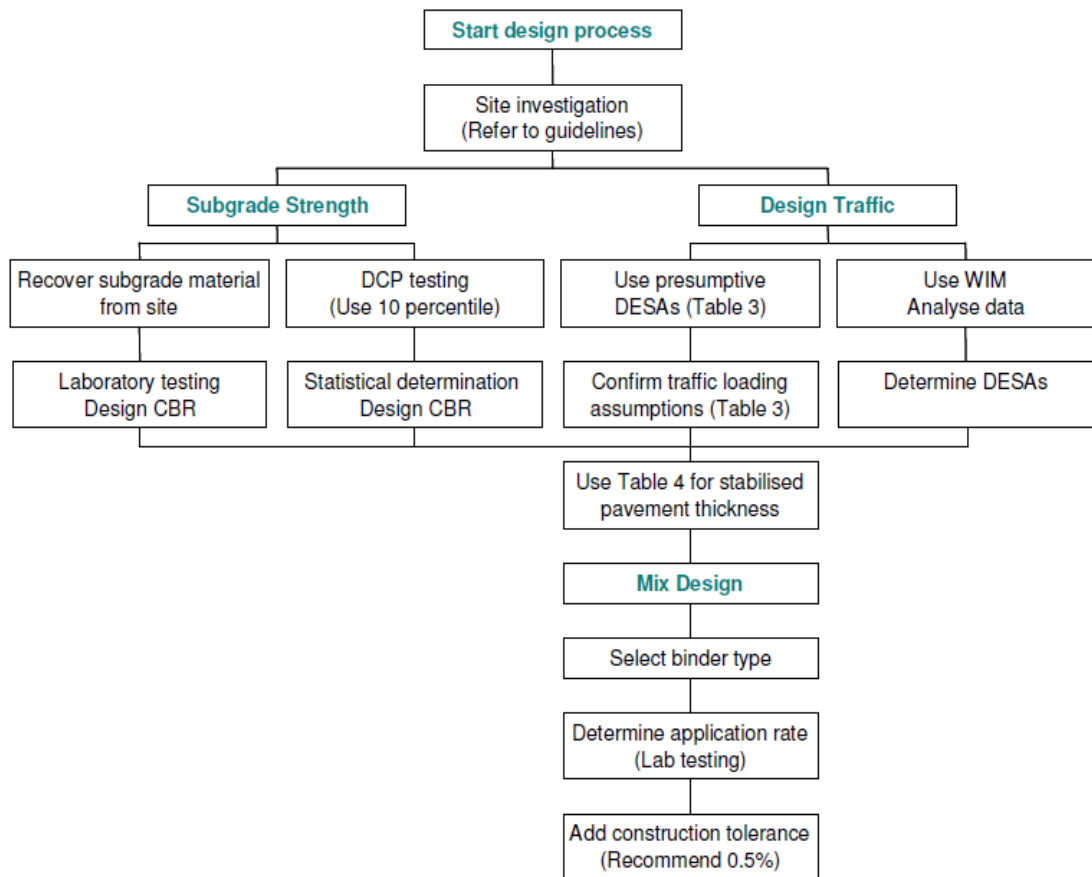 Start design process
Site investigation
(Refer to guidelines)
Subgrade Strength
Design Traffic
Recover subgrade material
from site
DCP testing
(Use 10 percentile)
Use presumptive
DESAs (Table 3)
Use WIM
Analyse data
Laboratory testing
Design CBR
Statistical determination
Design CBR
Confirm traffic loading
assumptions (Table 3)
Determine DESAs
Use Table 4 for stabilised
pavement thickness
Mix Design
Select binder type
Determine application rate
(Lab testing)
Add construction tolerance
(Recommend 0.5%)